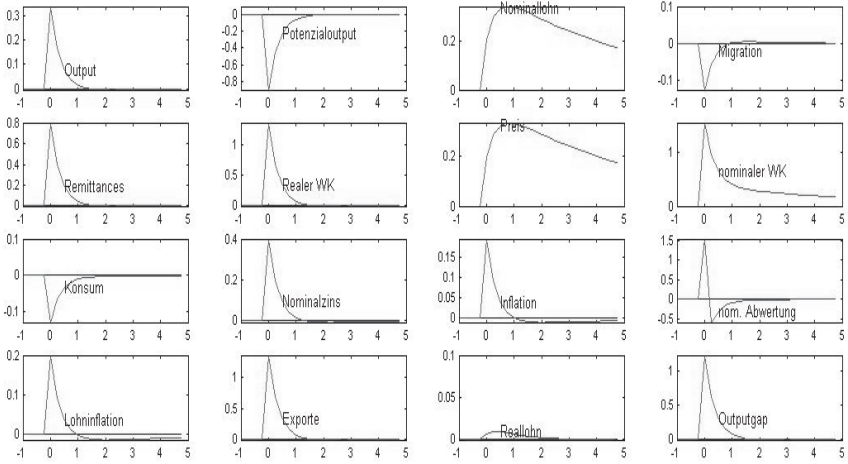 0.3
0.2
0.1
0
Output
-1 0 1 2 3 4 5
0
-0.2
-0.4
-0.6
-0.8
Potenzialoutput
-1 0 1 2 3 4 5
Nominallohn
0.2
0
-1 0 1 2 3 4 5
0.1
0
-0.1
Migration
-1 0 1 2 3 4 5
0.8
0.6
0.4
0.2
0
Remittances
-1 0 1 2 3 4 5
1
0.5
0
Realer WK
-1 0 1 2 3 4 5
Preis
0.2
0
-1 0 1 2 3 4 5
1
0.5
0
nominaler WK
-1 0 1 2 3 4 5
0.1
0
-0.1
Konsum
-1 0 1 2 3 4 5
0.4
0.2
0
Nominalzins
-1 0 1 2 3 4 5
0.15
0.1
0.05
0
Inflation
-1 0 1 2 3 4 5
1.5
1
0.5
0
-0.5
nom. Abwertung
-1 0 1 2 3 4 5
0.2
0.1
0
Lohninflation
-1 0 1 2 3 4 5
1
0.5
0
Exporte
-1 0 1 2 3 4 5
0.1
0.05
0
Reallohn
-1 0 1 2 3 4 5
1
0.5
0
Outputgap
-1 0 1 2 3 4 5